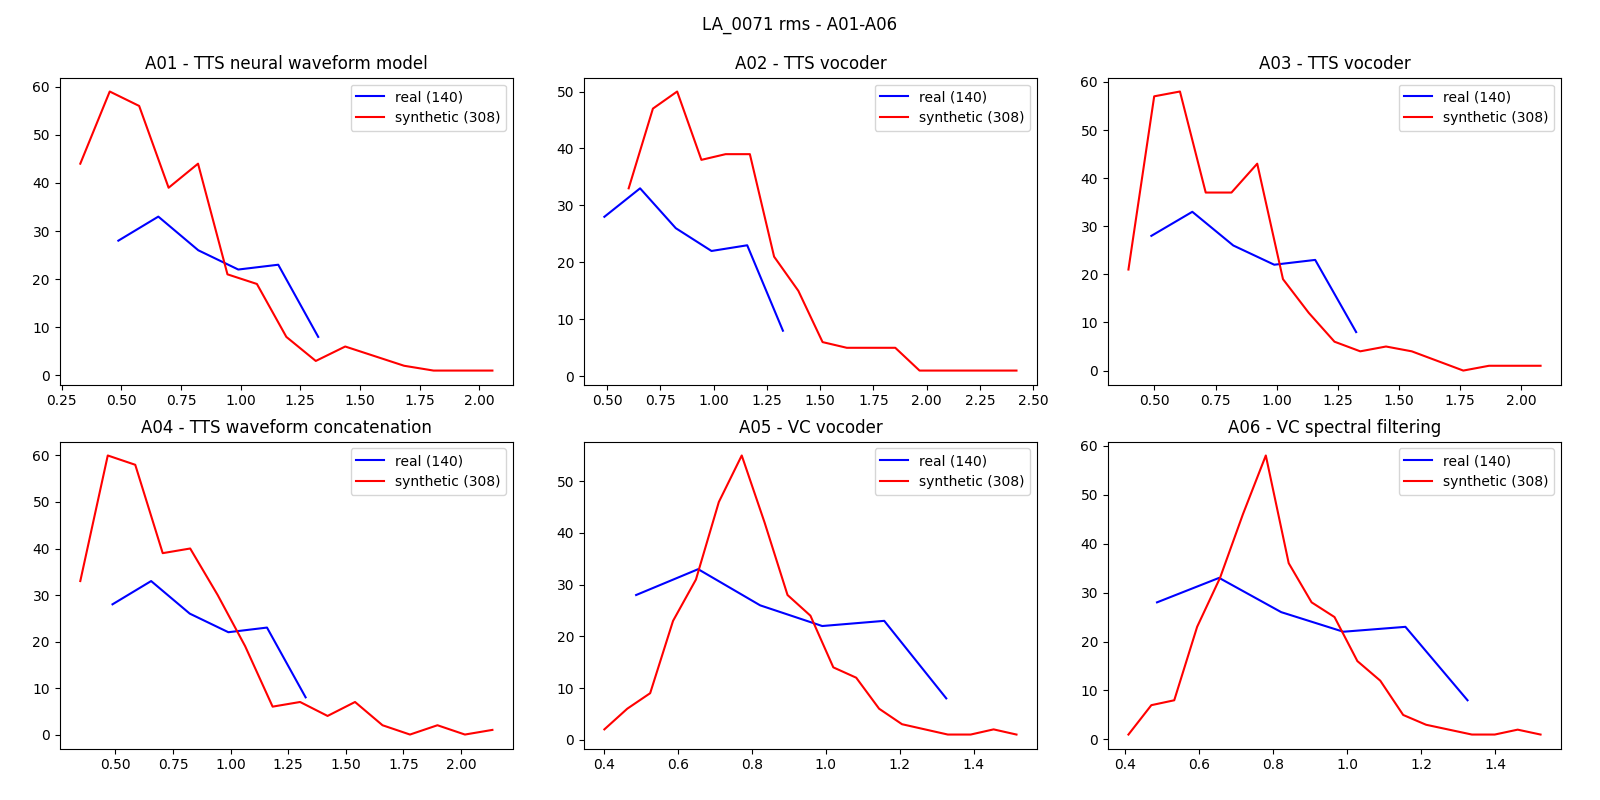 LA_0071 rms - A01-A06
A01 - TTS neural waveform model
60
50
40
30
20
10
0
0.25 0.50 0.75 1.00 1.25 1.50 1.75 2.00
real (140)
synthetic (308)
A02 - TTS vocoder
50
40
30
20
10
0
0.50 0.75 1.00 1.25 1.50 1.75 2.00 2.25 2.50
real (140)
synthetic (308)
A03 - TTS vocoder
60
50
40
30
20
10
0
0.50 0.75 1.00 1.25 1.50 1.75 2.00
real (140)
synthetic (308)
A04 - TTS waveform concatenation
60
50
40
30
20
10
0
0.50 0.75 1.00 1.25 1.50 1.75 2.00
real (140)
synthetic (308)
A05 - VC vocoder
50
40
30
20
10
0
0.4 0.6 0.8 1.0 1.2 1.4
real (140)
synthetic (308)
A06 - VC spectral filtering
60
50
40
30
20
10
0
0.4 0.6 0.8 1.0 1.2 1.4
real (140)
synthetic (308)